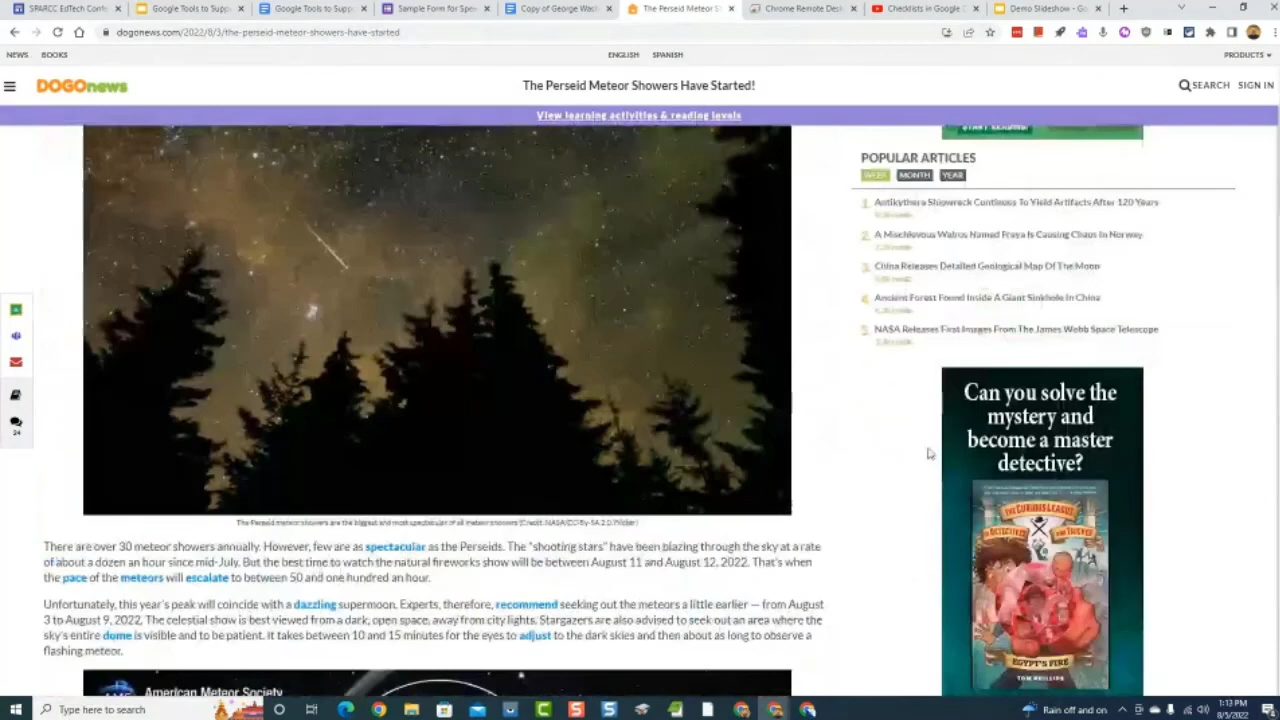 SPARCC EdTech Conf
Google Tools to Supp
Google Tools to Supp
Sample Form for Spe
Copy of George Wash
The Perseid Meteor S
Chrome Remote Des
Checklists in Google
Demo Slideshow - Go
dogonews.com/2022/8/3/the-perseid-meteor-showers-have-started
NEWS BOOKS
ENGLISH SPANISH
PRODUCTS
DOGOnews
The Perseid Meteor Showers Have Started!
SEARCH SIGN IN
View learning activities & reading levels
START READING!
POPULAR ARTICLES
WEEK MONTH YEAR
1. Antikythera Shipwreck Continues To Yield Artifacts After 120 Years
2. A Mischievous Walrus Named Freya Is Causing Chaos In Norway
3. China Releases Detailed Geological Map Of The Moon
4. Ancient Forest Found Inside A Giant Sinkhole In China
5. NASA Releases First Images From The James Webb Space Telescope
24
Can you solve the
mystery and
become a master
detective?
THE CURIOUS LEAGUE
OF DETECTIVES AND THIEVES
EGYPT'S FIRE
TOM PHILLIPS
The Perseid meteor showers are the biggest and most spectacular of all meteor showers (Credit: NASA/CC-By-SA 2.0/Flickr)
There are over 30 meteor showers annually. However, few are as spectacular as the Perseids. The "shooting stars" have been blazing through the sky at a rate
of about a dozen an hour since mid-July. But the best time to watch the natural fireworks show will be between August 11 and August 12, 2022. That's when
the pace of the meteors will escalate to between 50 and one hundred an hour.
Unfortunately, this year's peak will coincide with a dazzling supermoon. Experts, therefore, recommend seeking out the meteors a little earlier — from August
3 to August 9, 2022. The celestial show is best viewed from a dark, open space, away from city lights. Stargazers are also advised to seek out an area where the
sky's entire dome is visible and to be patient. It takes between 10 and 15 minutes for the eyes to adjust to the dark skies and then about as long to observe a
flashing meteor.
American Meteor Society
Type here to search
Rain off and on
1:13 PM
8/5/2022